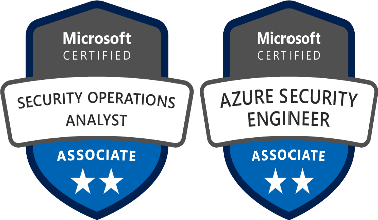 Microsoft
CERTIFIED
SECURITY OPERATIONS
ANALYST
ASSOCIATE
Microsoft
CERTIFIED
AZURE SECURITY
ENGINEER
ASSOCIATE